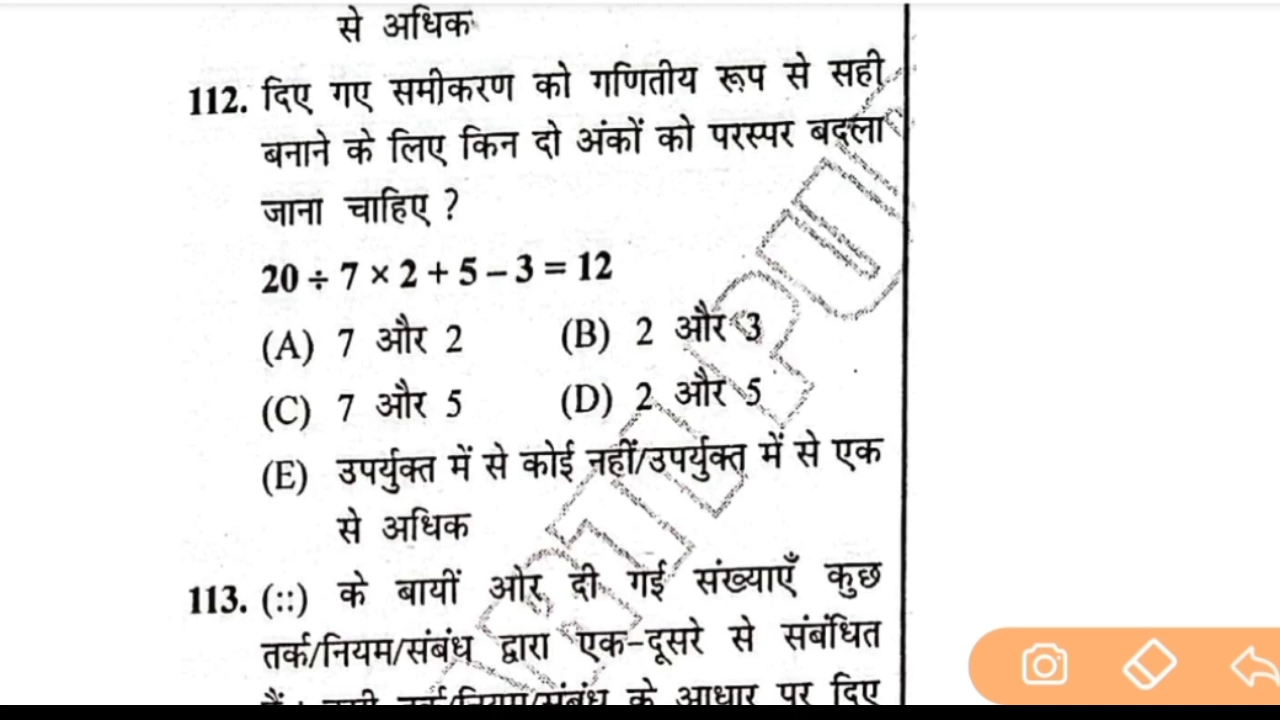 से अधिक
112. दिए गए समीकरण को गणितीय रूप से सही
बनाने के लिए किन दो अंकों को परस्पर बदला
जाना चाहिए ?
20 ÷ 7 × 2 + 5 – 3 = 12
(A) 7 और 2 (B) 2 और 3
(C) 7 और 5 (D) 2 और 5
(E) उपर्युक्त में से कोई नहीं/उपर्युक्त में से एक
से अधिक
113. (::) के बायीं ओर दी गई संख्याएँ कुछ
तर्क/नियम/संबंध द्वारा एक-दूसरे से संबंधित
के आधार पर दिए